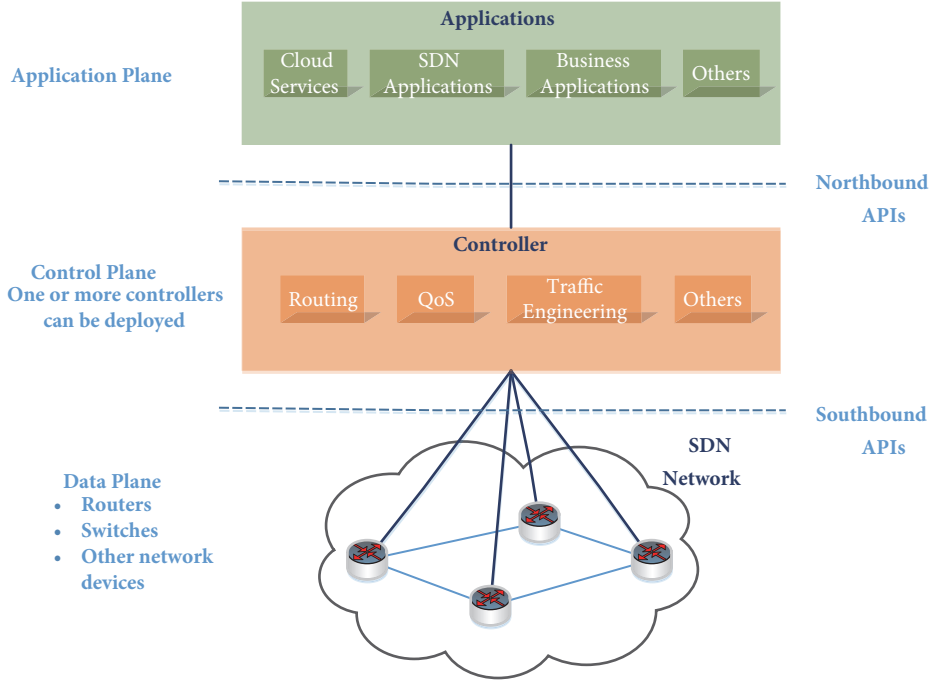 Applications
Application Plane
Cloud
Services
SDN
Applications
Business
Applications
Others
Northbound
APIs
Controller
Control Plane
One or more controllers
can be deployed
Routing
QoS
Traffic
Engineering
Others
Southbound
APIs
SDN
Network
Data Plane
• Routers
• Switches
• Other network
devices